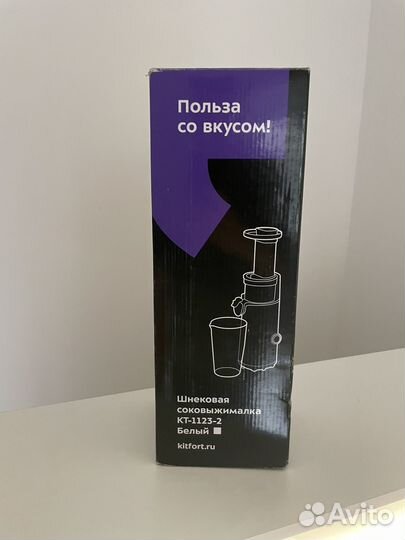 Польза
со вкусом!
Шнековая
соковыжималка
КТ-1123-2
Белый
kitfort.ru
Avito